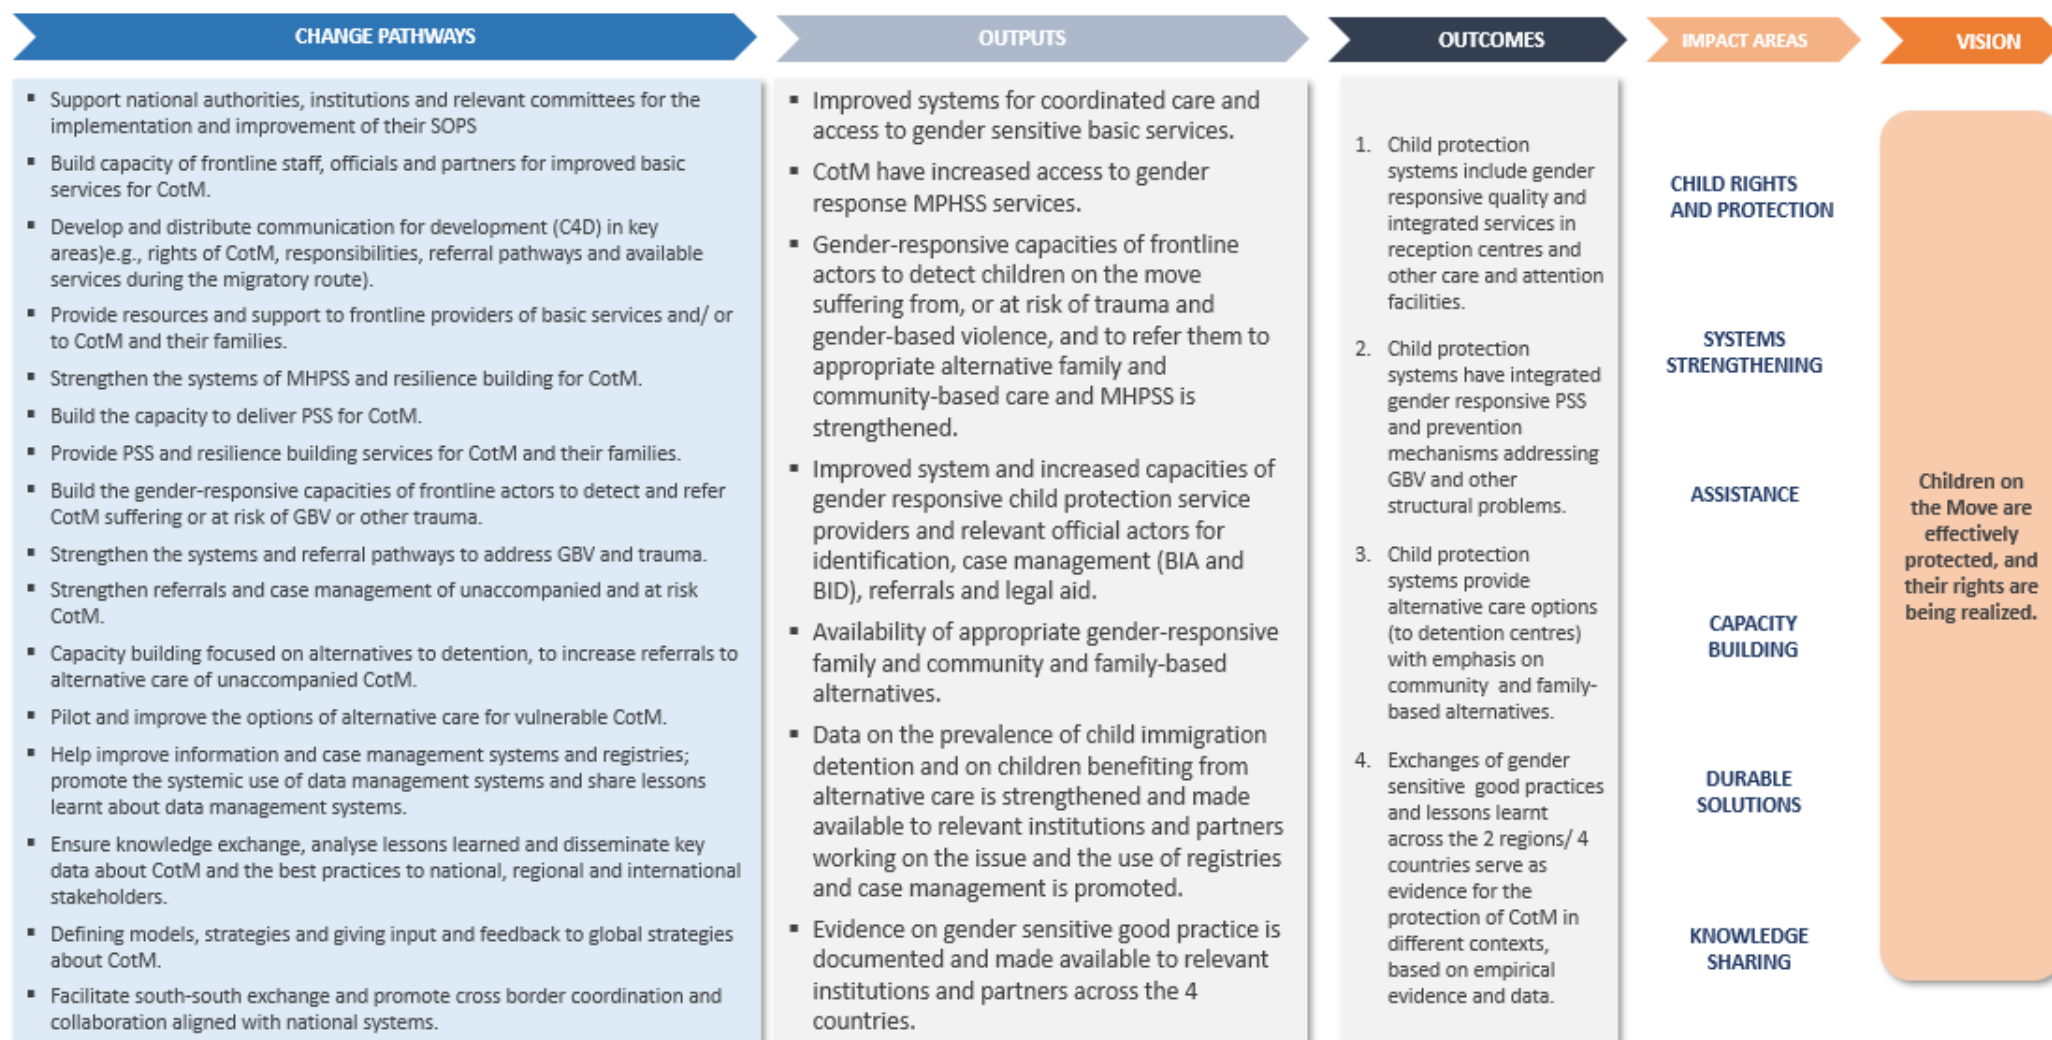 CHANGE PATHWAYS
▪ Support national authorities, institutions and relevant committees for the
implementation and improvement of their SOPS
▪ Build capacity of frontline staff, officials and partners for improved basic
services for CotM.
▪ Develop and distribute communication for development (C4D) in key
areas)e.g., rights of CotM, responsibilities, referral pathways and available
services during the migratory route).
▪ Provide resources and support to frontline providers of basic services and/ or
to CotM and their families.
▪ Strengthen the systems of MHPSS and resilience building for CotM.
▪ Build the capacity to deliver PSS for CotM.
▪ Provide PSS and resilience building services for CotM and their families.
▪ Build the gender-responsive capacities of frontline actors to detect and refer
CotM suffering or at risk of GBV or other trauma.
▪ Strengthen the systems and referral pathways to address GBV and trauma.
▪ Strengthen referrals and case management of unaccompanied and at risk
CotM.
▪ Capacity building focused on alternatives to detention, to increase referrals to
alternative care of unaccompanied CotM.
▪ Pilot and improve the options of alternative care for vulnerable CotM.
▪ Help improve information and case management systems and registries;
promote the systemic use of data management systems and share lessons
learnt about data management systems.
▪ Ensure knowledge exchange, analyse lessons learned and disseminate key
data about CotM and the best practices to national, regional and international
stakeholders.
▪ Defining models, strategies and giving input and feedback to global strategies
about CotM.
▪ Facilitate south-south exchange and promote cross border coordination and
collaboration aligned with national systems.
OUTPUTS
▪ Improved systems for coordinated care and
access to gender sensitive basic services.
▪ CotM have increased access to gender
response MPHSS services.
▪ Gender-responsive capacities of frontline
actors to detect children on the move
suffering from, or at risk of trauma and
gender-based violence, and to refer them to
appropriate alternative family and
community-based care and MHPSS is
strengthened.
▪ Improved system and increased capacities of
gender responsive child protection service
providers and relevant official actors for
identification, case management (BIA and
BID), referrals and legal aid.
▪ Availability of appropriate gender-responsive
family and community and family-based
alternatives.
▪ Data on the prevalence of child immigration
detention and on children benefiting from
alternative care is strengthened and made
available to relevant institutions and partners
working on the issue and the use of registries
and case management is promoted.
▪ Evidence on gender sensitive good practice is
documented and made available to relevant
institutions and partners across the 4
countries.
OUTCOMES
1. Child protection
systems include gender
responsive quality and
integrated services in
reception centres and
other care and attention
facilities.
2. Child protection
systems have integrated
gender responsive PSS
and prevention
mechanisms addressing
GBV and other
structural problems.
3. Child protection
systems provide
alternative care options
(to detention centres)
with emphasis on
community and family-
based alternatives.
4. Exchanges of gender
sensitive good practices
and lessons learnt
across the 2 regions/ 4
countries serve as
evidence for the
protection of CotM in
different contexts,
based on empirical
evidence and data.
IMPACT AREAS
CHILD RIGHTS
AND PROTECTION
SYSTEMS
STRENGTHENING
ASSISTANCE
CAPACITY
BUILDING
DURABLE
SOLUTIONS
KNOWLEDGE
SHARING
VISION
Children on
the Move are
effectively
protected, and
their rights are
being realized.